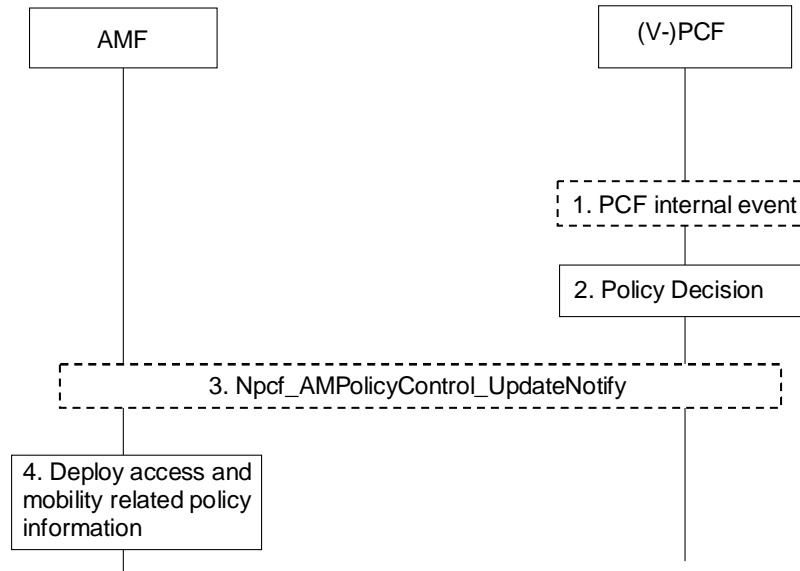 AMF
(V-)PCF
1. PCF internal event
2. Policy Decision
3. Npcf_AMPolicyControl_UpdateNotify
4. Deploy access and
mobility related policy
information